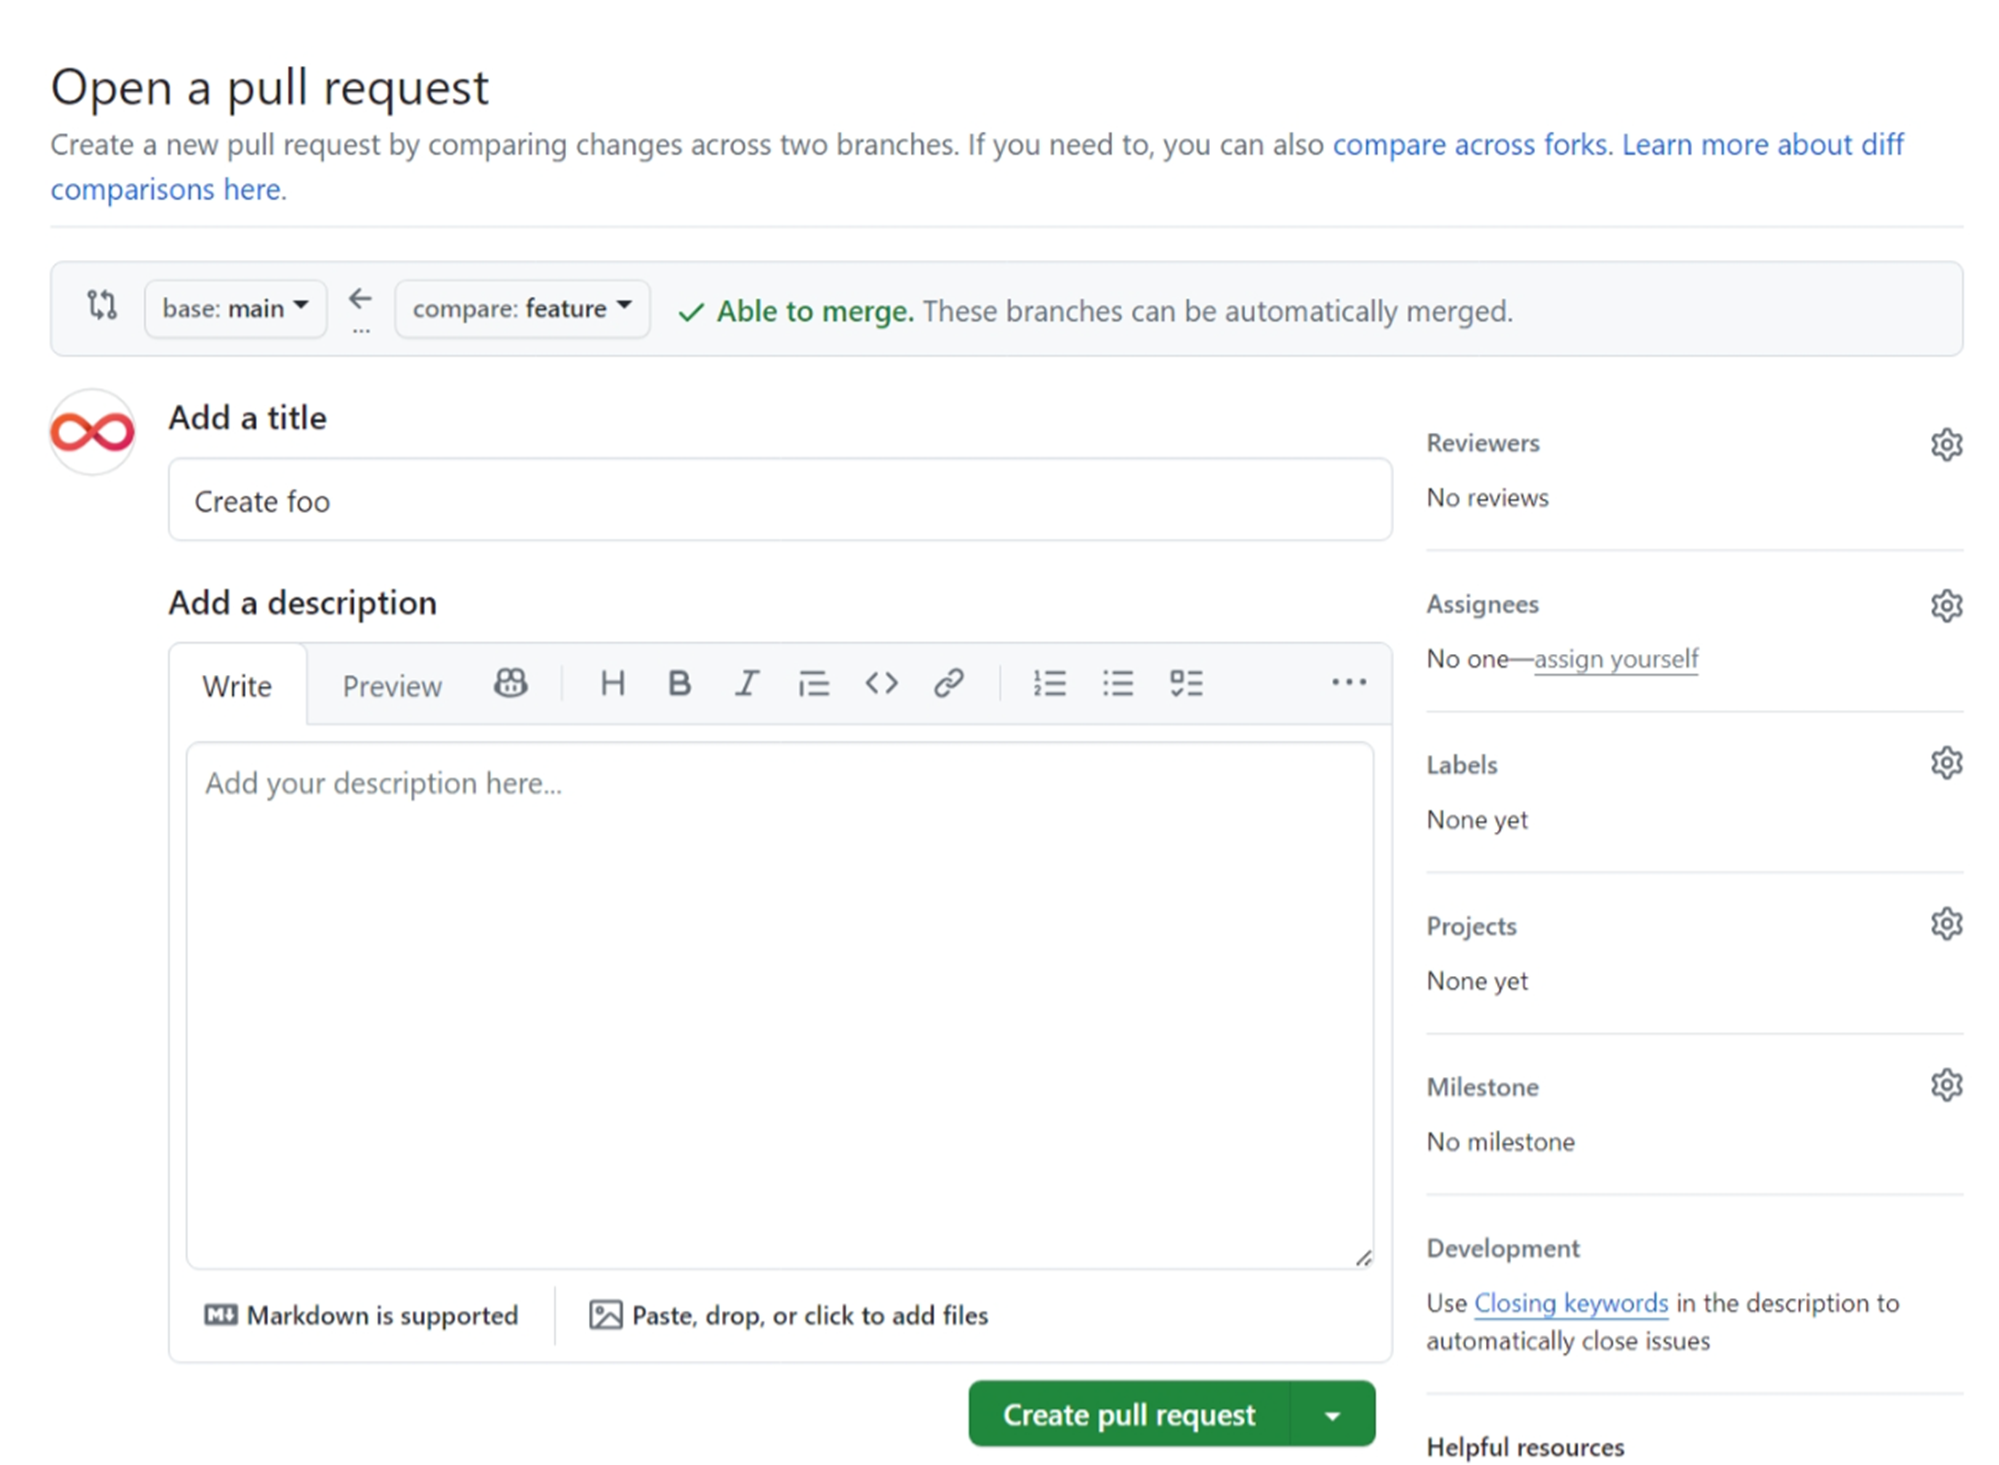 Open a pull request
Create a new pull request by comparing changes across two branches. If you need to, you can also compare across forks. Learn more about diff
comparisons here.
base: main ← ... compare: feature ✓ Able to merge. These branches can be automatically merged.
Add a title
Create foo
Add a description
Write Preview H B I
Add your description here...
Markdown is supported Paste, drop, or click to add files
Create pull request
Reviewers
No reviews
Assignees
No one—assign yourself
Labels
None yet
Projects
None yet
Milestone
No milestone
Development
Use Closing keywords in the description to
automatically close issues
Helpful resources